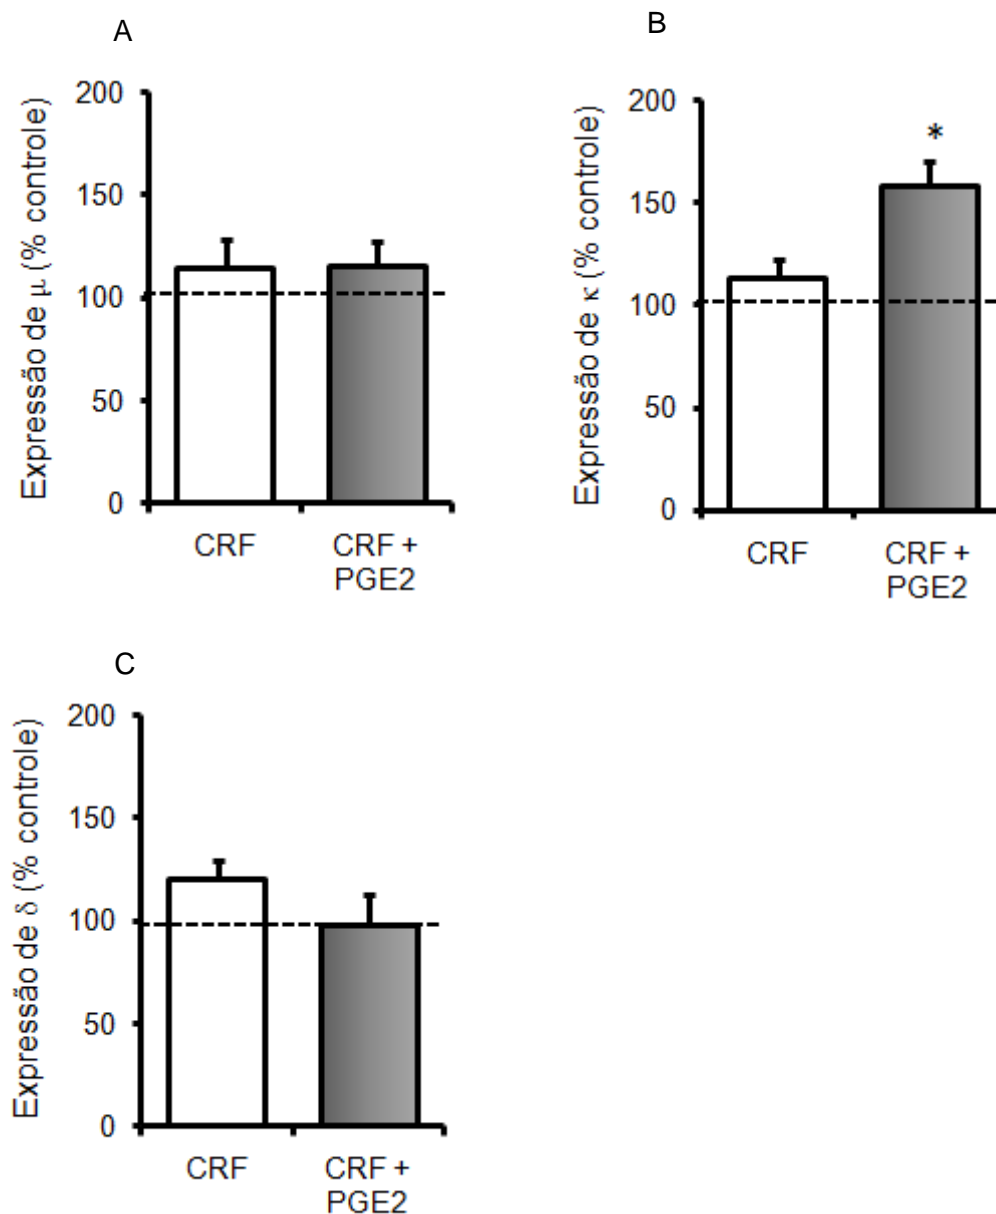 A
Expressão de μ (% controle)
200
150
100
50
0
CRF
CRF +
PGE2
B
Expressão de κ (% controle)
200
150
100
50
0
*
CRF
CRF +
PGE2
C
Expressão de δ (% controle)
200
150
100
50
0
CRF
CRF +
PGE2